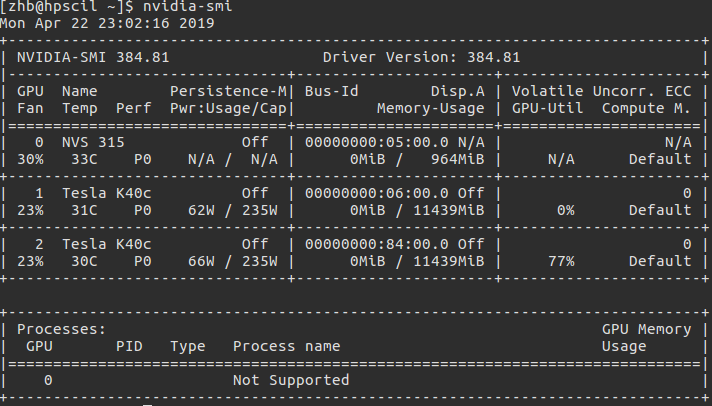 [zhb@hpscil ~]$ nvidia-smi
Mon Apr 22 23:02:16 2019
+-----------------------------------------------------------------------------+
| NVIDIA-SMI 384.81                 Driver Version: 384.81                    |
|-------------------------------+----------------------+----------------------+
| GPU  Name        Persistence-M| Bus-Id        Disp.A | Volatile Uncorr. ECC |
| Fan  Temp  Perf  Pwr:Usage/Cap|         Memory-Usage | GPU-Util  Compute M. |
|===============================+======================+======================|
|   0  NVS 315             Off  | 00000000:05:00.0 N/A |                  N/A |
| 30%   33C    P0    N/A /  N/A |      0MiB /   964MiB |     N/A      Default |
+-------------------------------+----------------------+----------------------+
|   1  Tesla K40c          Off  | 00000000:06:00.0 Off |                    0 |
| 23%   31C    P0    62W / 235W |      0MiB / 11439MiB |      0%      Default |
+-------------------------------+----------------------+----------------------+
|   2  Tesla K40c          Off  | 00000000:84:00.0 Off |                    0 |
| 23%   30C    P0    66W / 235W |      0MiB / 11439MiB |     77%      Default |
+-------------------------------+----------------------+----------------------+
+-----------------------------------------------------------------------------+
| Processes:                                                       GPU Memory |
|  GPU       PID   Type   Process name                             Usage      |
|=============================================================================|
|    0                    Not Supported                                       |
+-----------------------------------------------------------------------------+